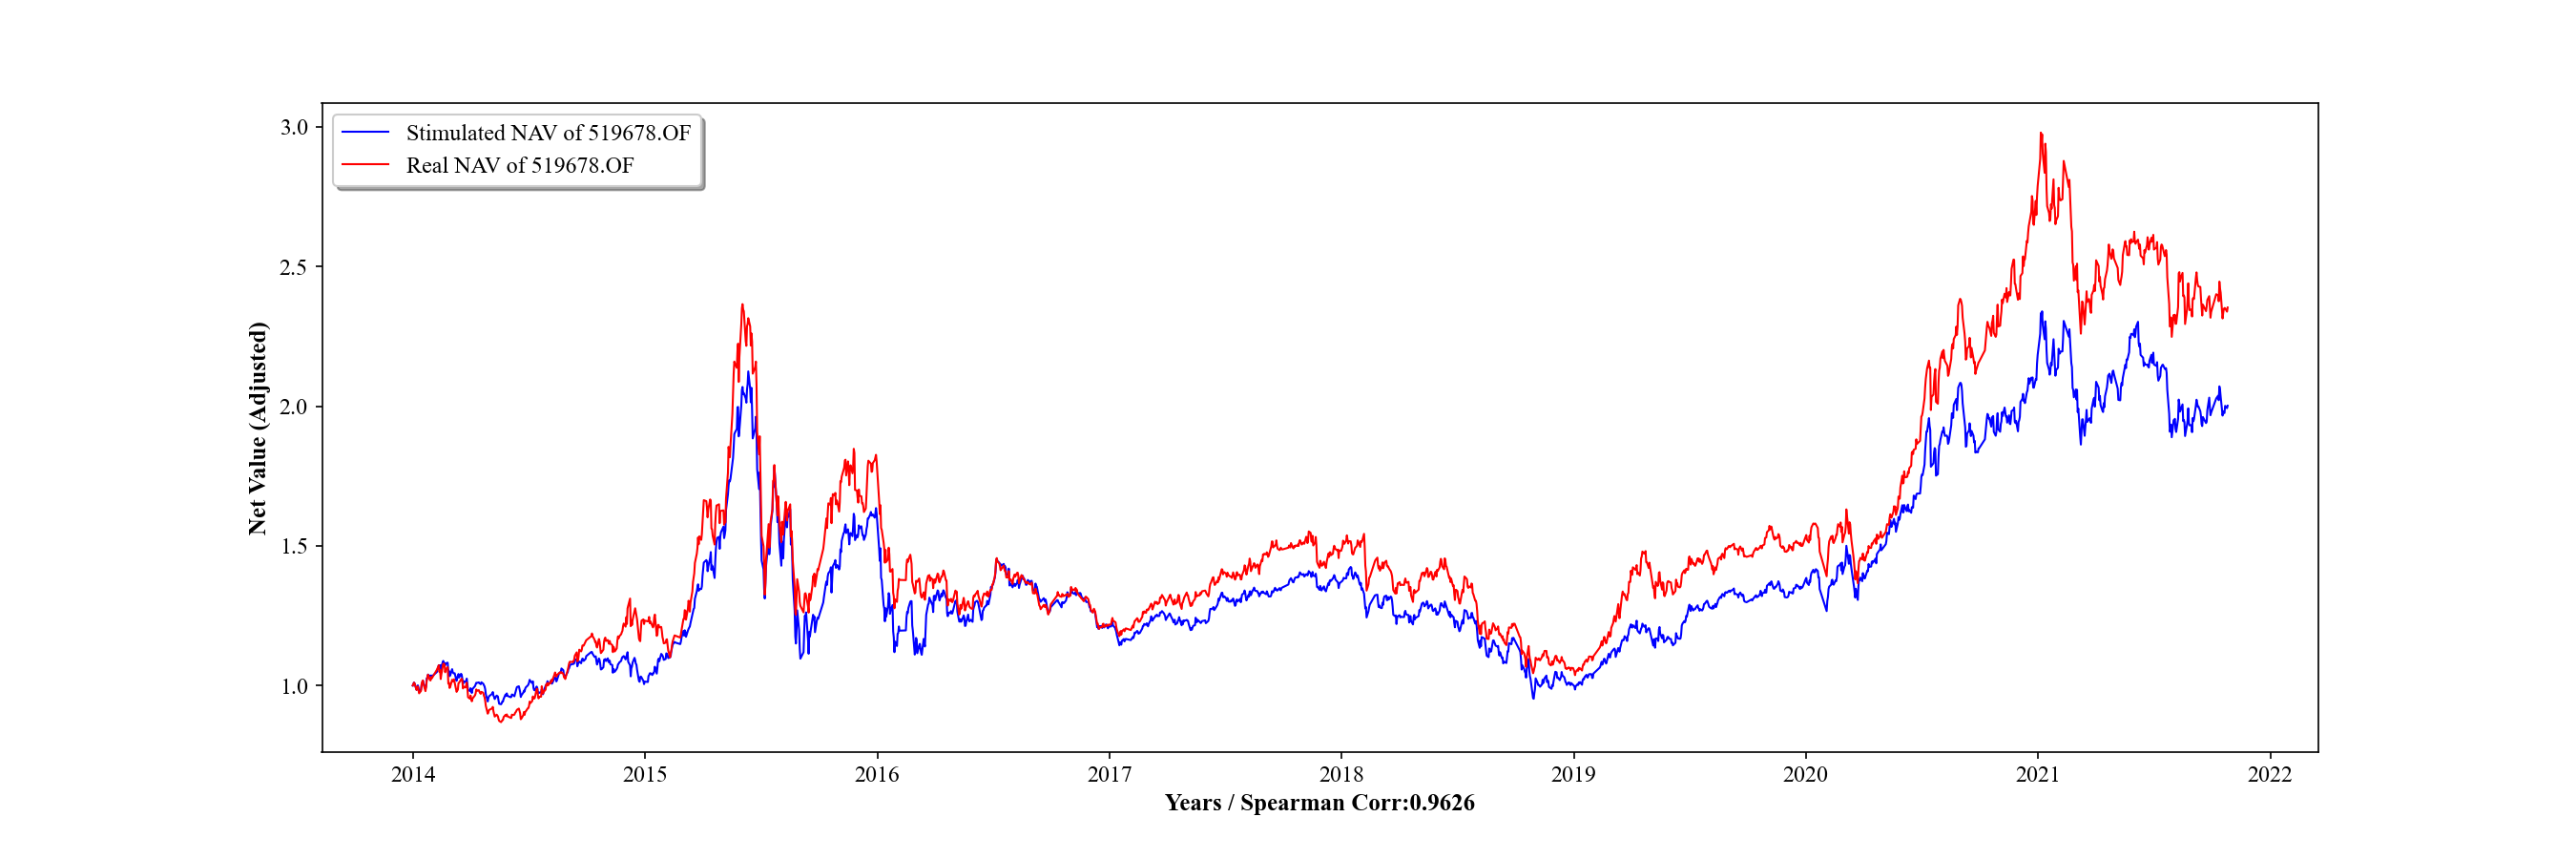 Stimulated NAV of 519678.OF
Real NAV of 519678.OF
Net Value (Adjusted)
3.0
2.5
2.0
1.5
1.0
2014 2015 2016 2017 2018 2019 2020 2021 2022
Years / Spearman Corr:0.9626